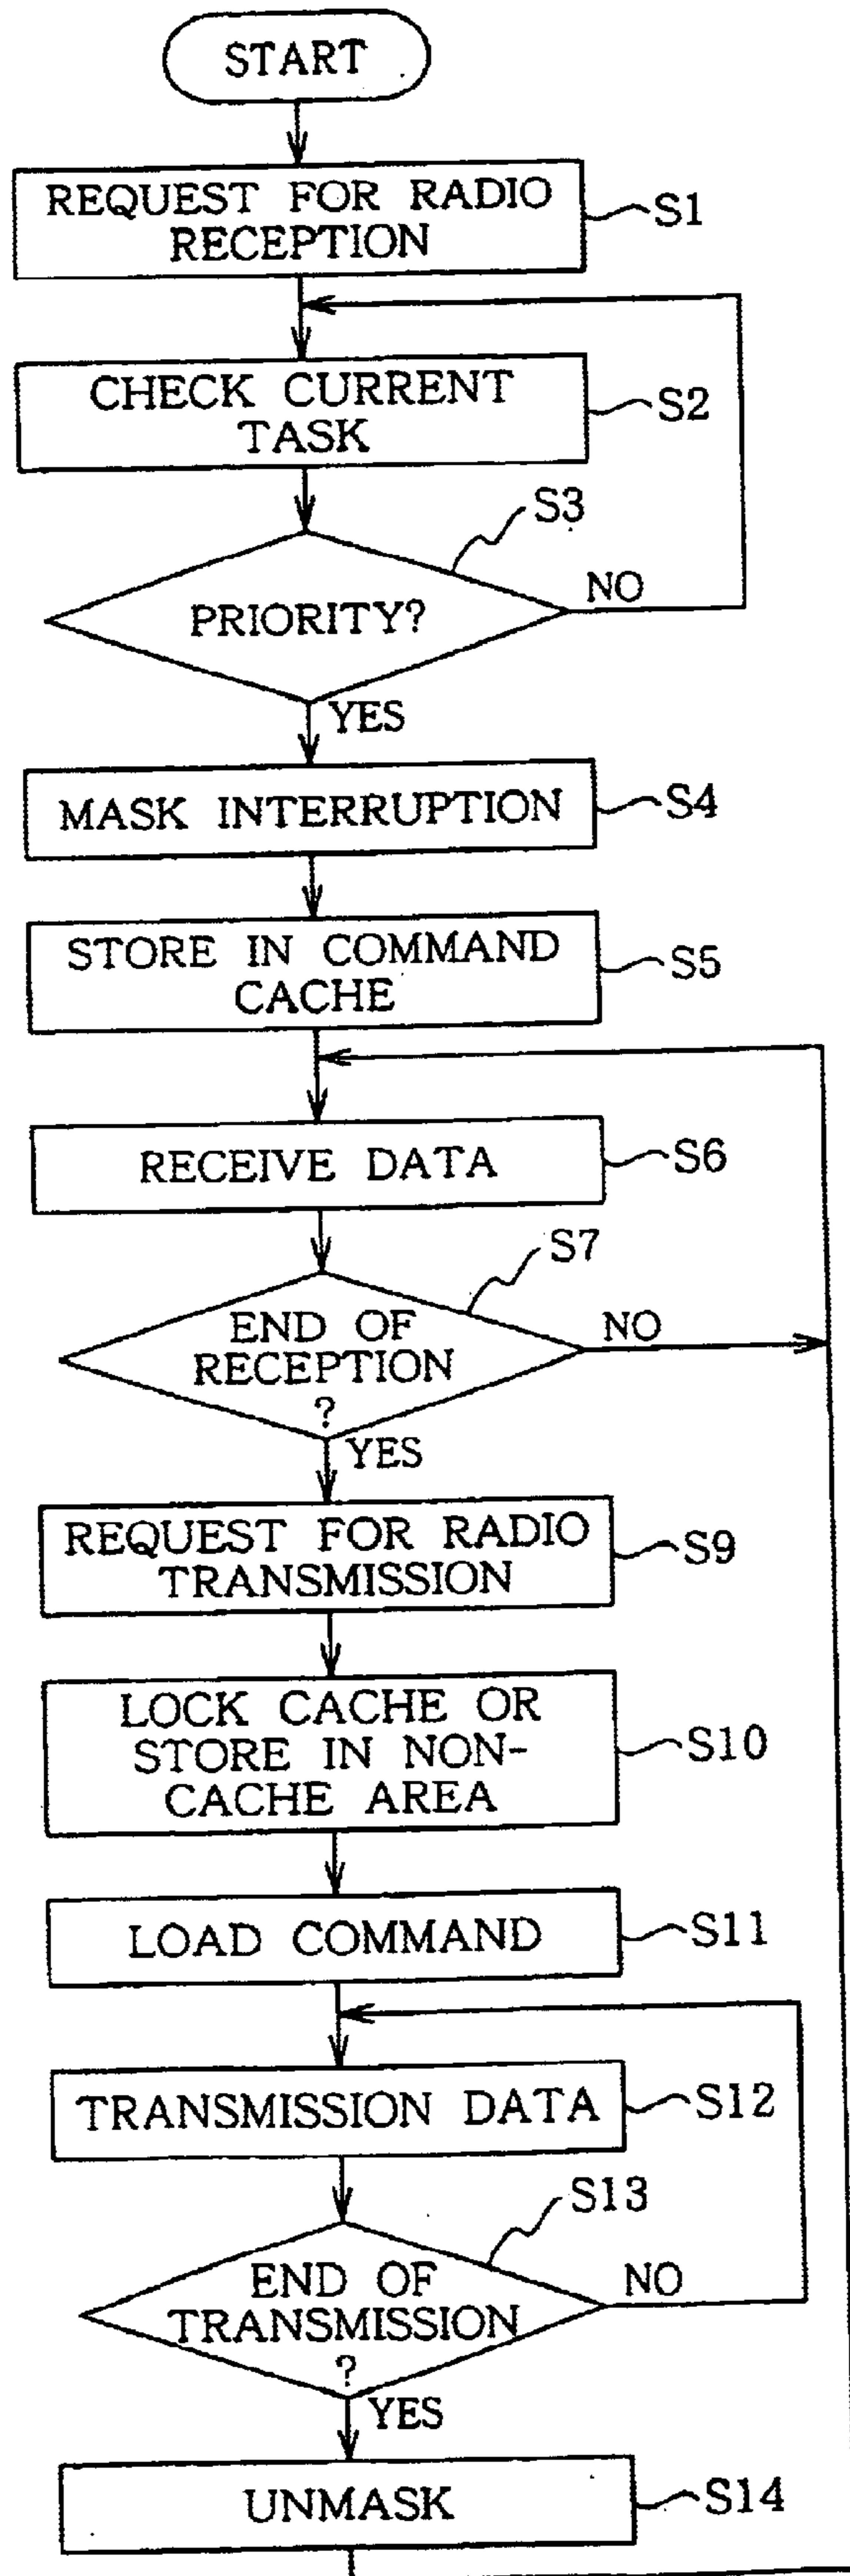 START
REQUEST FOR RADIO
RECEPTION
S1
CHECK CURRENT
TASK
S2
S3
PRIORITY?
NO
YES
MASK INTERRUPTION
S4
STORE IN COMMAND
CACHE
S5
RECEIVE DATA
S6
S7
END OF
RECEPTION
?
NO
YES
REQUEST FOR RADIO
TRANSMISSION
S9
LOCK CACHE OR
STORE IN NON-
CACHE AREA
S10
LOAD COMMAND
S11
TRANSMISSION DATA
S12
S13
END OF
TRANSMISSION
?
NO
YES
UNMASK
S14